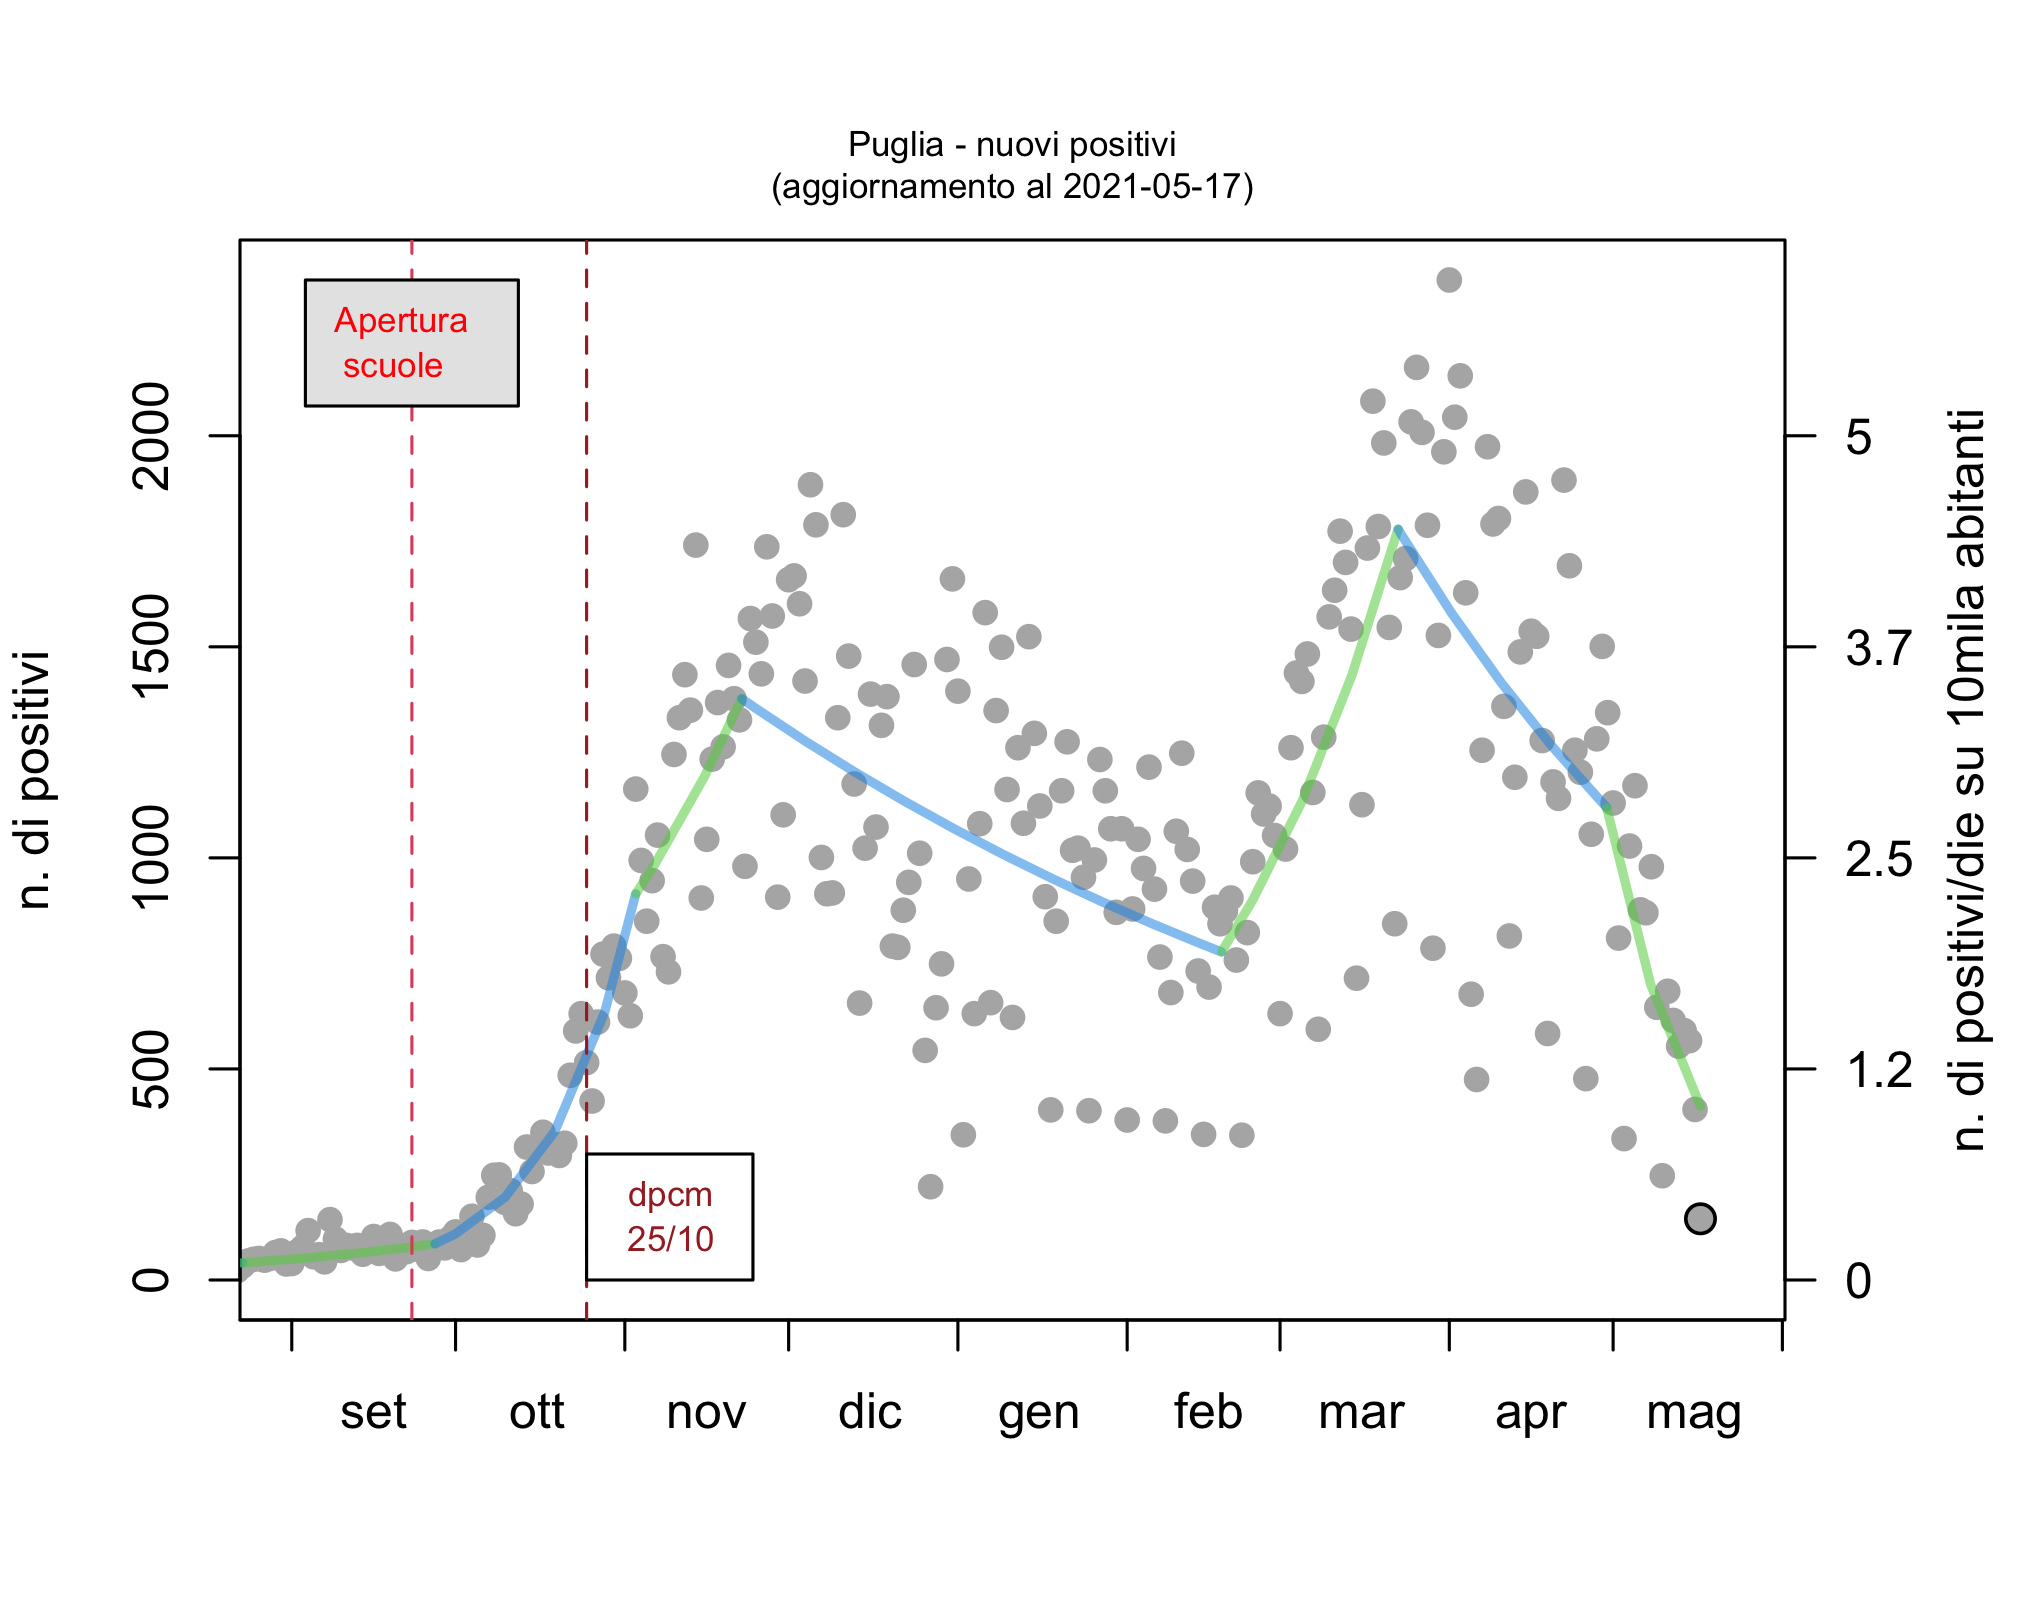 Puglia - nuovi positivi
(aggiornamento al 2021-05-17)
Apertura
scuole
dpcm
25/10
n. di positivi
0
500
1000
1500
2000
n. di positivi/die su 10mila abitanti
0
1.2
2.5
3.7
5
set ott nov dic gen feb mar apr mag